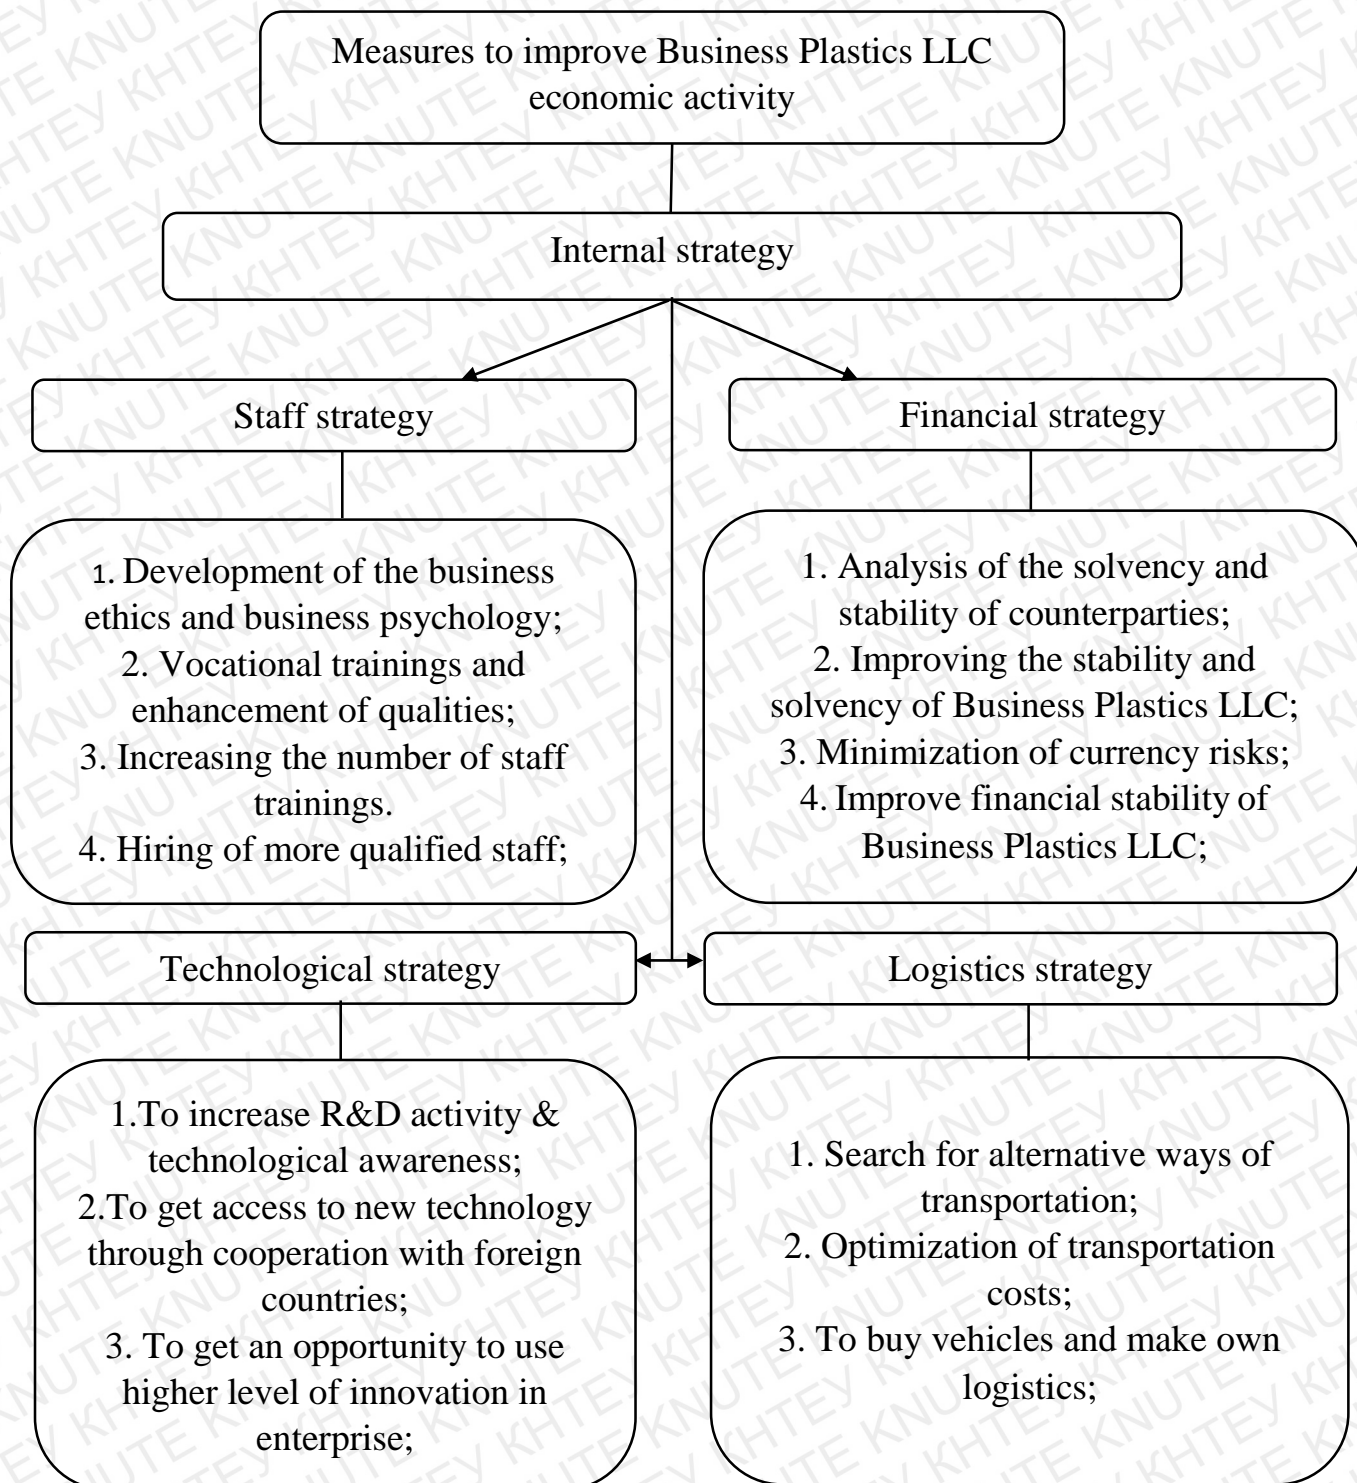 Measures to improve Business Plastics LLC
economic activity
Internal strategy
Staff strategy
Financial strategy
1. Development of the business
ethics and business psychology;
2. Vocational trainings and
enhancement of qualities;
3. Increasing the number of staff
trainings.
4. Hiring of more qualified staff;
1. Analysis of the solvency and
stability of counterparties;
2. Improving the stability and
solvency of Business Plastics LLC;
3. Minimization of currency risks;
4. Improve financial stability of
Business Plastics LLC;
Technological strategy
Logistics strategy
1.To increase R&D activity &
technological awareness;
2.To get access to new technology
through cooperation with foreign
countries;
3. To get an opportunity to use
higher level of innovation in
enterprise;
1. Search for alternative ways of
transportation;
2. Optimization of transportation
costs;
3. To buy vehicles and make own
logistics;